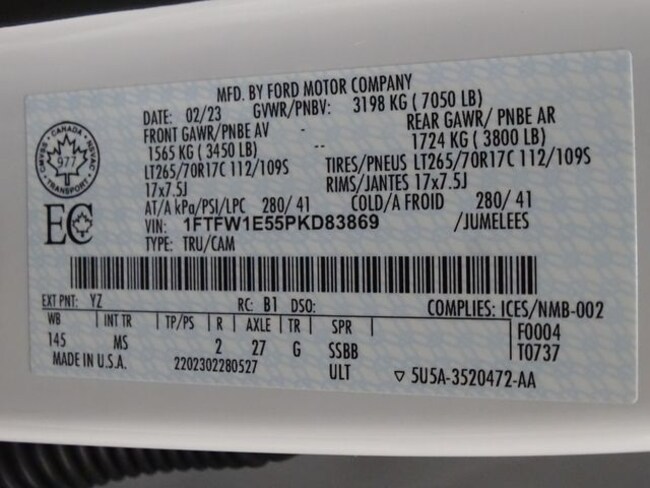 MFD. BY FORD MOTOR COMPANY
DATE: 02/23 GVWR/PNBV: 3198 KG ( 7050 LB)
FRONT GAWR/PNBE AV - REAR GAWR/ PNBE AR
1565 KG ( 3450 LB) -- 1724 KG ( 3800 LB)
LT265/70R17C 112/109S TIRES/PNEUS LT265/70R17C 112/109S
17x7.5J RIMS/JANTES 17x7.5J
AT/A kPa/PSI/LPC 280/ 41 COLD/A FROID 280/ 41
VIN: 1FTFW1E55PKD83869 /JUMELEES
TYPE: TRU/CAM
CANADA
977
TRANSPORT
EC
EXT PNT: YZ RC: B1 DSO: COMPLIES: ICES/NMB-002
WB INT TR TP/PS R AXLE TR SPR F0004
145 MS 2 27 G SSBB T0737
MADE IN U.S.A. 2202302280527 ULT ▽ 5U5A-3520472-AA